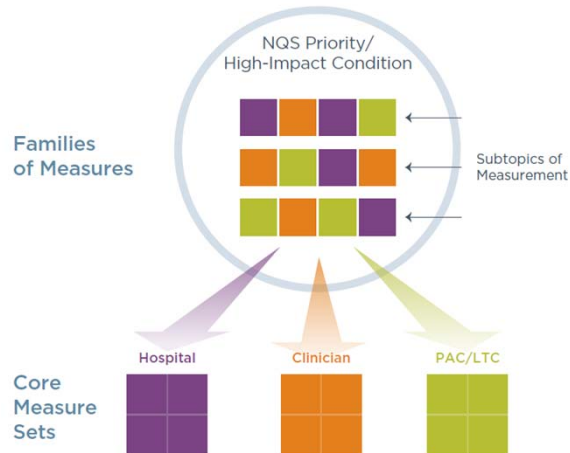 NQS Priority/
High-Impact Condition
Families
of Measures
Subtopics of
Measurement
Hospital
Clinician
PAC/LTC
Core
Measure
Sets